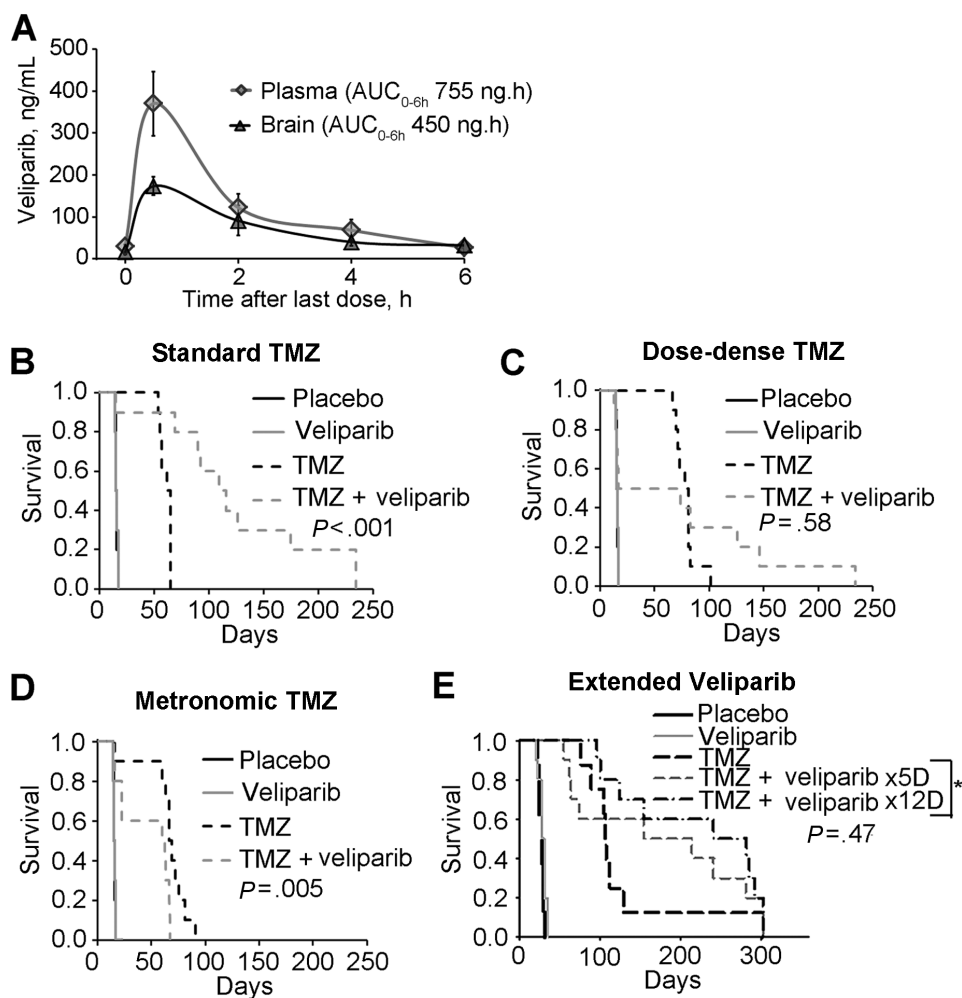 A
500
400
300
200
100
0
Veliparib, ng/mL
Plasma (AUC0-6h 755 ng.h)
Brain (AUC0-6h 450 ng.h)
0 2 4 6
Time after last dose, h
B
Standard TMZ
1.0
0.8
0.6
0.4
0.2
0.0
Survival
Placebo
Veliparib
TMZ
TMZ + veliparib
P<.001
0 50 100 150 200 250
Days
C
Dose-dense TMZ
1.0
0.8
0.6
0.4
0.2
0.0
Survival
Placebo
Veliparib
TMZ
TMZ + veliparib
P=.58
0 50 100 150 200 250
Days
D
Metronomic TMZ
1.0
0.8
0.6
0.4
0.2
0.0
Survival
Placebo
Veliparib
TMZ
TMZ + veliparib
P=.005
0 50 100 150 200 250
Days
E
Extended Veliparib
1.0
0.8
0.6
0.4
0.2
0.0
Survival
Placebo
Veliparib
TMZ
TMZ + veliparib x5D
TMZ + veliparib x12D
*
P=.47
0 100 200 300
Days